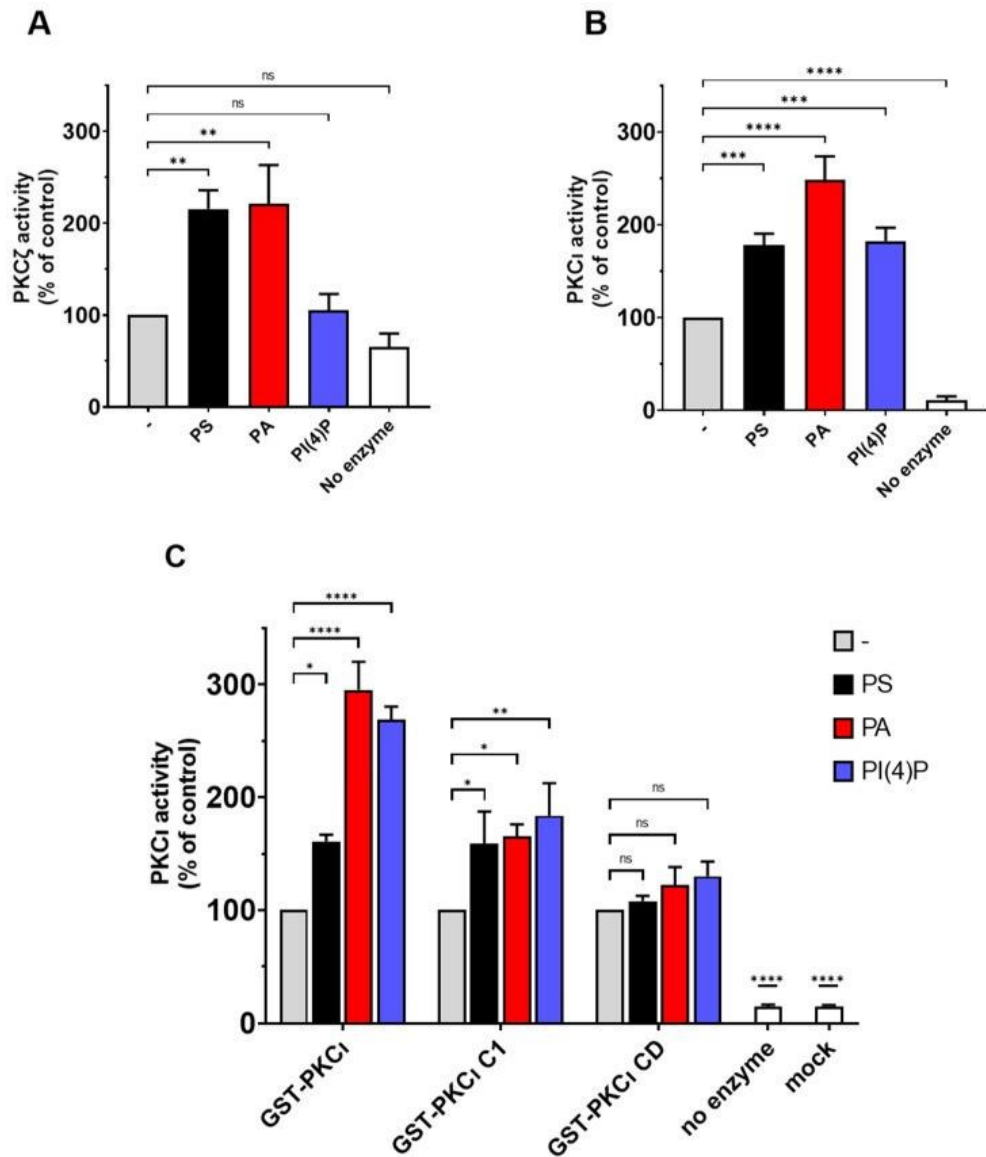 A
ns
ns
**
**
300
200
100
0
PKCζ activity
(% of control)
-
PS
PA
PI(4)P
No enzyme
B
****
***
****
***
300
200
100
0
PKCι activity
(% of control)
-
PS
PA
PI(4)P
No enzyme
C
****
****
*
**
*
*
ns
ns
ns
****
****
300
200
100
0
PKCι activity
(% of control)
GST-PKCι
GST-PKCι C1
GST-PKCι CD
no enzyme
mock
-
PS
PA
PI(4)P